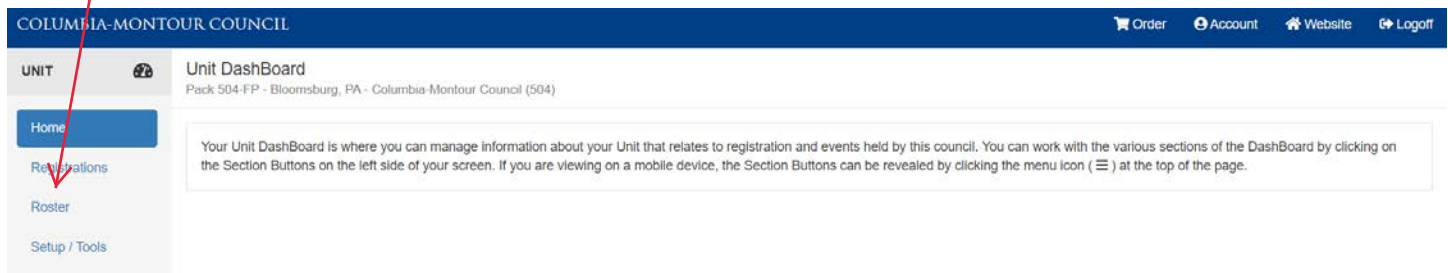 COLUMBIA-MONTOUR COUNCIL
Order Account Website Logoff
UNIT
Unit DashBoard
Pack 504-FP - Bloomsburg, PA - Columbia-Montour Council (504)
Home
Registrations
Roster
Setup / Tools
Your Unit DashBoard is where you can manage information about your Unit that relates to registration and events held by this council. You can work with the various sections of the DashBoard by clicking on
the Section Buttons on the left side of your screen. If you are viewing on a mobile device, the Section Buttons can be revealed by clicking the menu icon ( ☰ ) at the top of the page.